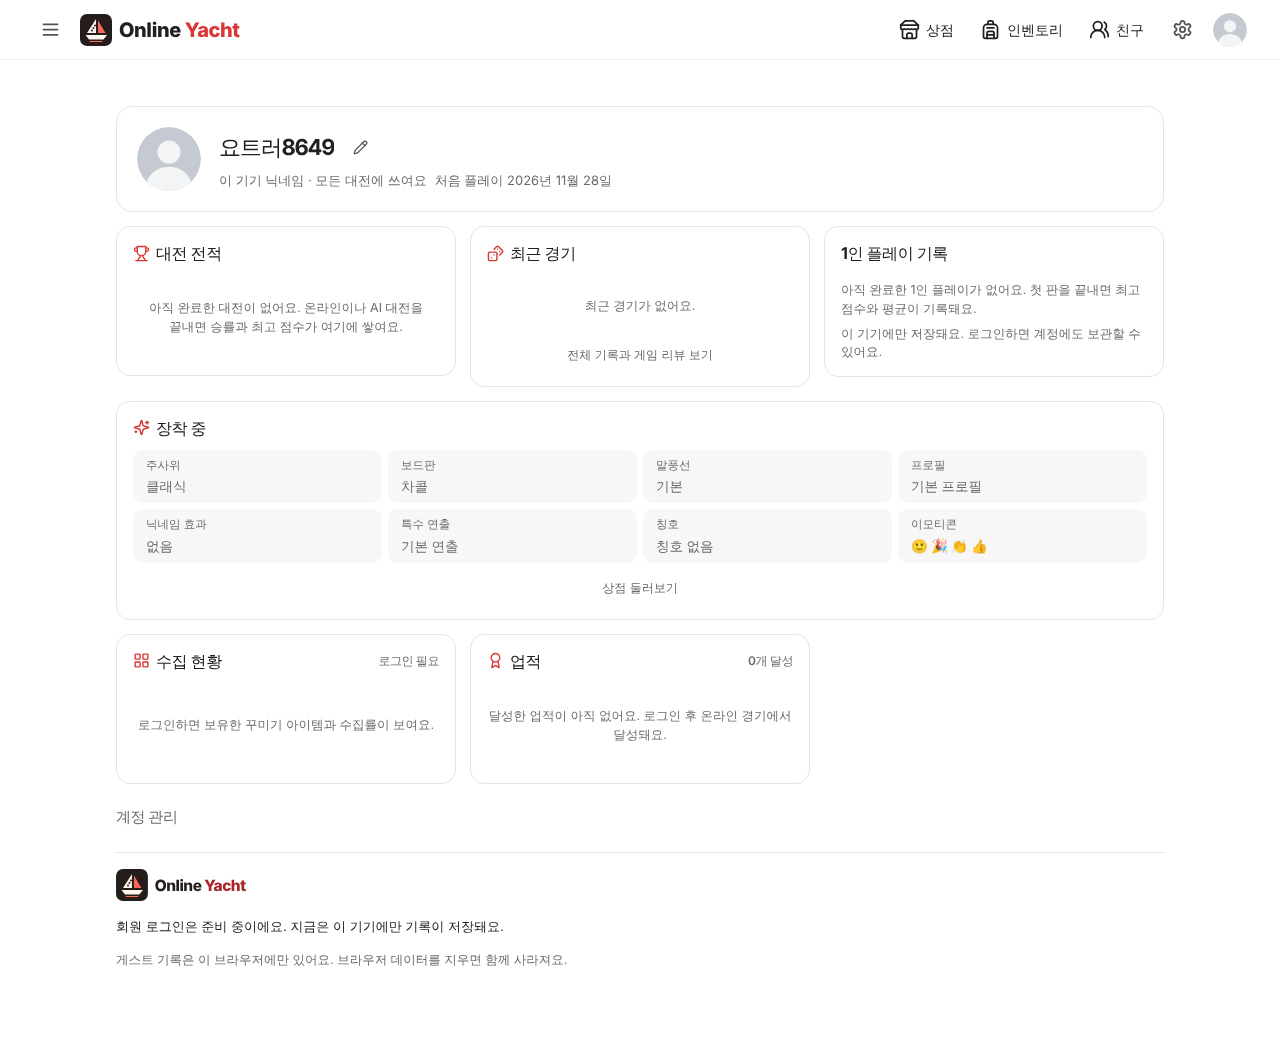 Online Yacht
상점
인벤토리
친구
요트러8649
이 기기 닉네임 · 모든 대전에 쓰여요 처음 플레이 2026년 11월 28일
대전 전적
아직 완료한 대전이 없어요. 온라인이나 AI 대전을
끝내면 승률과 최고 점수가 여기에 쌓여요.
최근 경기
최근 경기가 없어요.
전체 기록과 게임 리뷰 보기
1인 플레이 기록
아직 완료한 1인 플레이가 없어요. 첫 판을 끝내면 최고
점수와 평균이 기록돼요.
이 기기에만 저장돼요. 로그인하면 계정에도 보관할 수
있어요.
장착 중
주사위
클래식
보드판
차콜
말풍선
기본
프로필
기본 프로필
닉네임 효과
없음
특수 연출
기본 연출
칭호
칭호 없음
이모티콘
🙂 🎉 👏 👍
상점 둘러보기
수집 현황
로그인 필요
로그인하면 보유한 꾸미기 아이템과 수집률이 보여요.
업적
0개 달성
달성한 업적이 아직 없어요. 로그인 후 온라인 경기에서
달성돼요.
계정 관리
Online Yacht
회원 로그인은 준비 중이에요. 지금은 이 기기에만 기록이 저장돼요.
게스트 기록은 이 브라우저에만 있어요. 브라우저 데이터를 지우면 함께 사라져요.